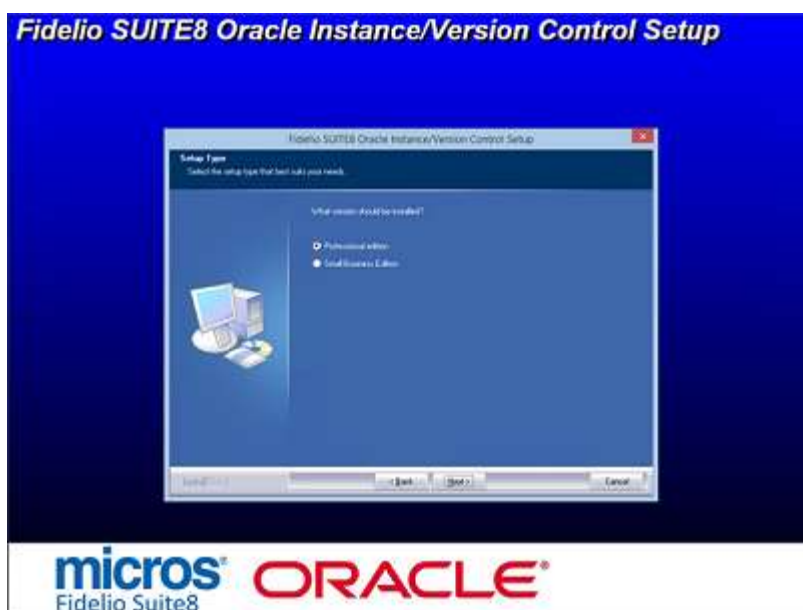 Fidelio SUITE8 Oracle Instance/Version Control Setup
Fidelio SUITE8 Oracle Instance/Version Control Setup
Setup Type
Select the setup type that best suits your needs.
What version should be installed?
Professional edition
Small Business Edition
< Back
Next >
Cancel
micros
ORACLE
Fidelio Suite8